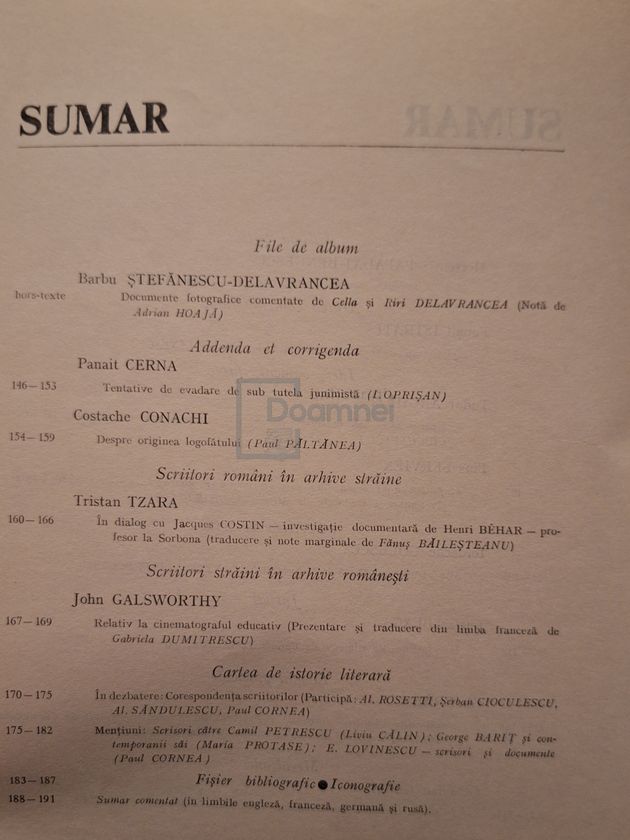 SUMAR
File de album
Barbu ŞTEFĂNESCU-DELAVRANCEA
hors-texte Documente fotografice comentate de Cella şi Riri DELAVRANCEA (Notă de
Adrian HOAJĂ)
Addenda et corrigenda
Panait CERNA
146—153 Tentative de evadare de sub tutela junimistă (I. OPRIŞAN)
Costache CONACHI
154—159 Despre originea logofătului (Paul PĂLTĂNEA)
Doamnei
Scriitori români în arhive străine
Tristan TZARA
160—166 În dialog cu Jacques COSTIN — investigaţie documentară de Henri BÉHAR — pro-
fesor la Sorbona (traducere şi note marginale de Fănuş BĂILEŞTEANU)
Scriitori străini în arhive româneşti
John GALSWORTHY
167—169 Relativ la cinematograful educativ (Prezentare şi traducere din limba franceză de
Gabriela DUMITRESCU)
Cartea de istorie literară
170—175 În dezbatere: Corespondenţa scriitorilor (Participă: Al. ROSETTI, Şerban CIOCULESCU,
Al. SĂNDULESCU, Paul CORNEA)
175—182 Menţiuni: Scrisori către Camil PETRESCU (Liviu CĂLIN); George BARIŢ şi con-
temporanii săi (Maria PROTASE); E. LOVINESCU — scrisori şi documente
(Paul CORNEA)
183—187 Fişier bibliografic ● Iconografie
188—191 Sumar comentat (în limbile engleză, franceză, germană şi rusă).